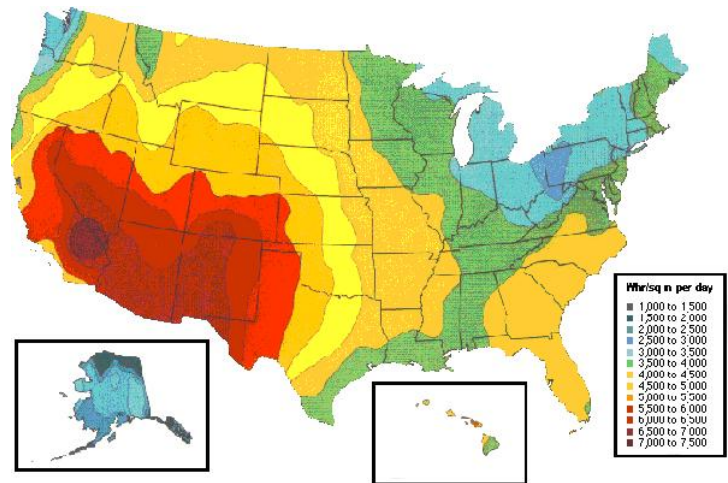 Whr/sq m per day
1,000 to 1,500
1,500 to 2,000
2,000 to 2,500
2,500 to 3,000
3,000 to 3,500
3,500 to 4,000
4,000 to 4,500
4,500 to 5,000
5,000 to 5,500
5,500 to 6,000
6,000 to 6,500
6,500 to 7,000
7,000 to 7,500